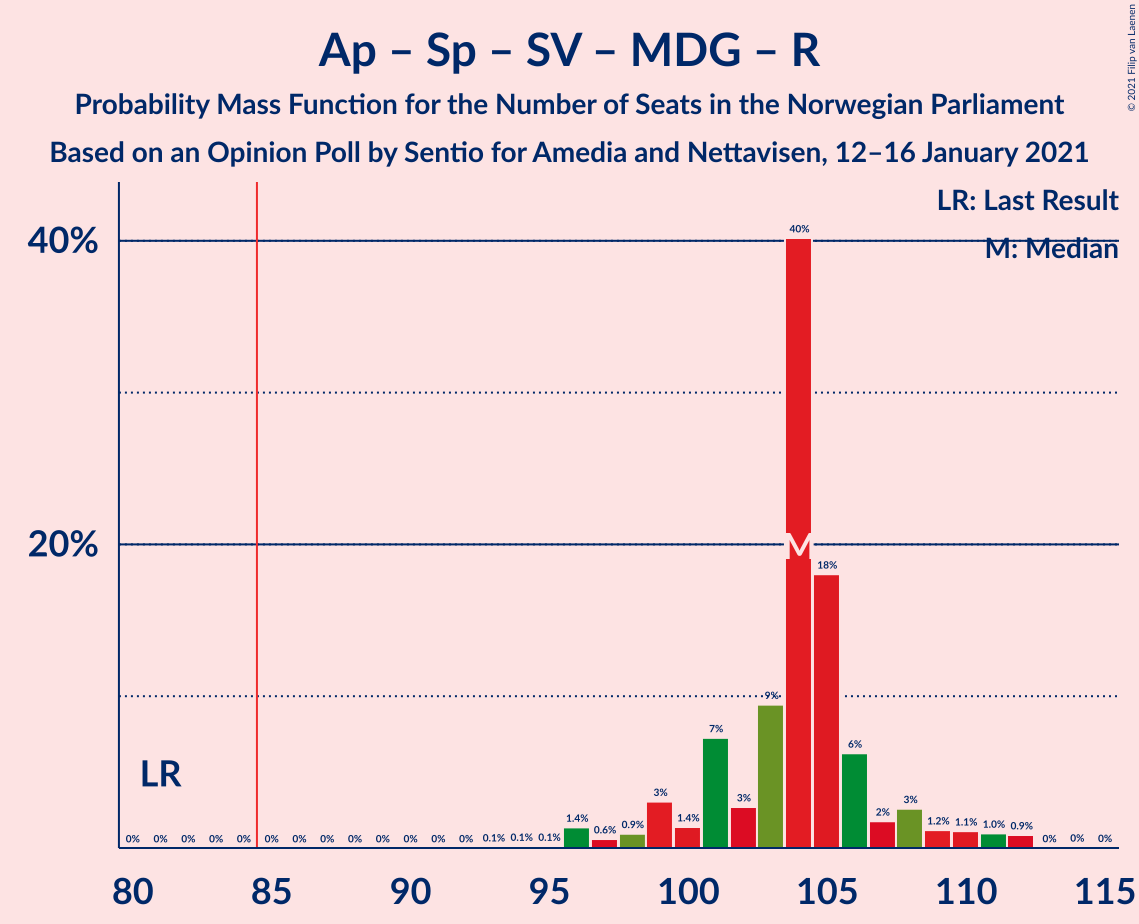 Ap – Sp – SV – MDG – R
Probability Mass Function for the Number of Seats in the Norwegian Parliament
Based on an Opinion Poll by Sentio for Amedia and Nettavisen, 12–16 January 2021
© 2021 Filip van Laenen
LR: Last Result
M: Median
40%
20%
LR
M
0% 0% 0% 0% 0% 0% 0% 0% 0% 0% 0% 0% 0% 0.1% 0.1% 0.1% 1.4% 0.6% 0.9% 3% 1.4% 7% 3% 9% 40% 18% 6% 2% 3% 1.2% 1.1% 1.0% 0.9% 0% 0% 0%
80 85 90 95 100 105 110 115